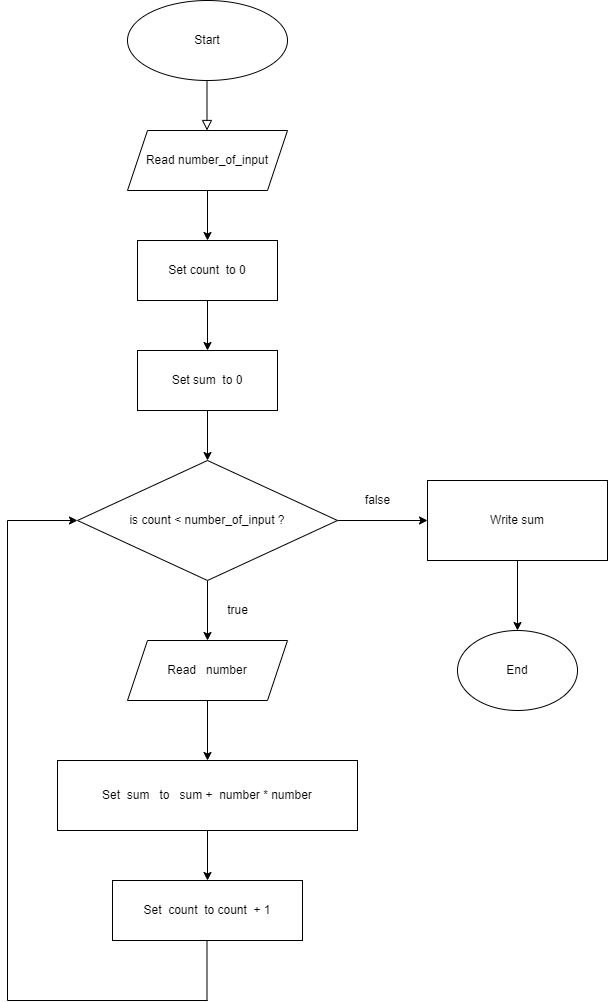 Start
Read number_of_input
Set count  to 0
Set sum  to 0
is count < number_of_input ?
false
Write sum
true
Read   number
End
Set  sum   to   sum +  number * number
Set  count  to count  + 1